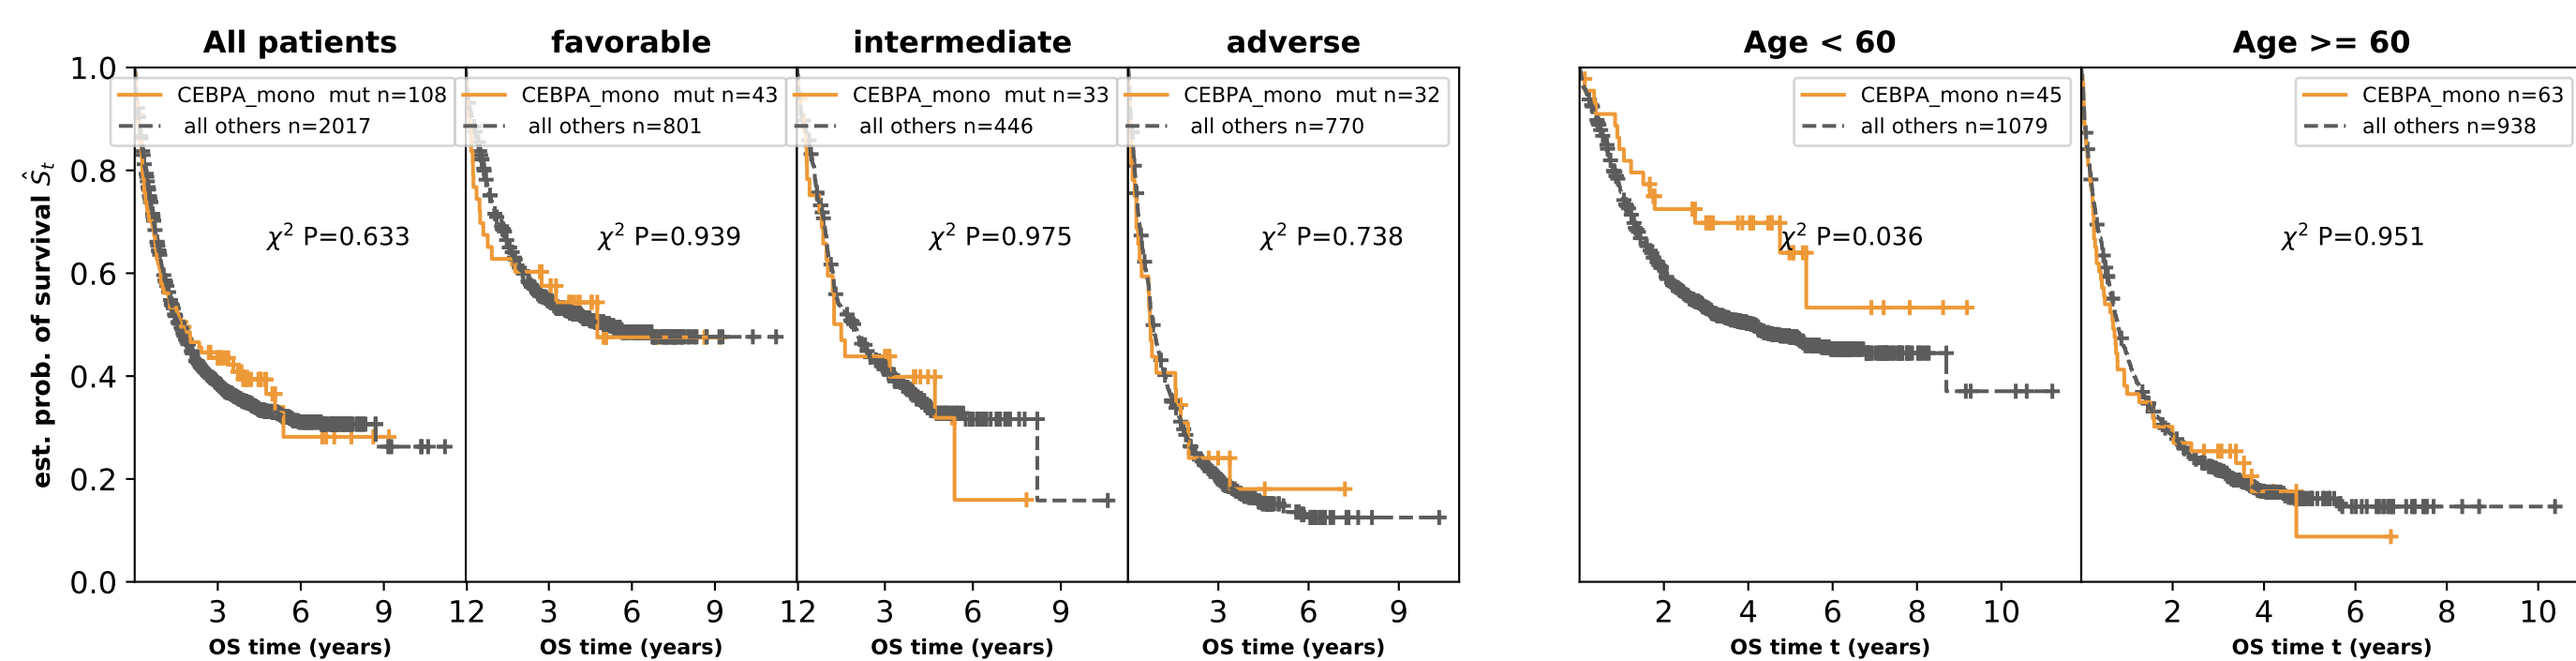 All patients
favorable
intermediate
adverse
Age < 60
Age >= 60
est. prob. of survival Ŝt
1.0
0.8
0.6
0.4
0.2
0.0
CEBPA_mono  mut n=108
all others n=2017
χ² P=0.633
3 6 9 12
OS time (years)
CEBPA_mono  mut n=43
all others n=801
χ² P=0.939
3 6 9 12
OS time (years)
CEBPA_mono  mut n=33
all others n=446
χ² P=0.975
3 6 9
OS time (years)
CEBPA_mono  mut n=32
all others n=770
χ² P=0.738
3 6 9
OS time (years)
CEBPA_mono n=45
all others n=1079
χ² P=0.036
2 4 6 8 10
OS time t (years)
CEBPA_mono n=63
all others n=938
χ² P=0.951
2 4 6 8 10
OS time t (years)